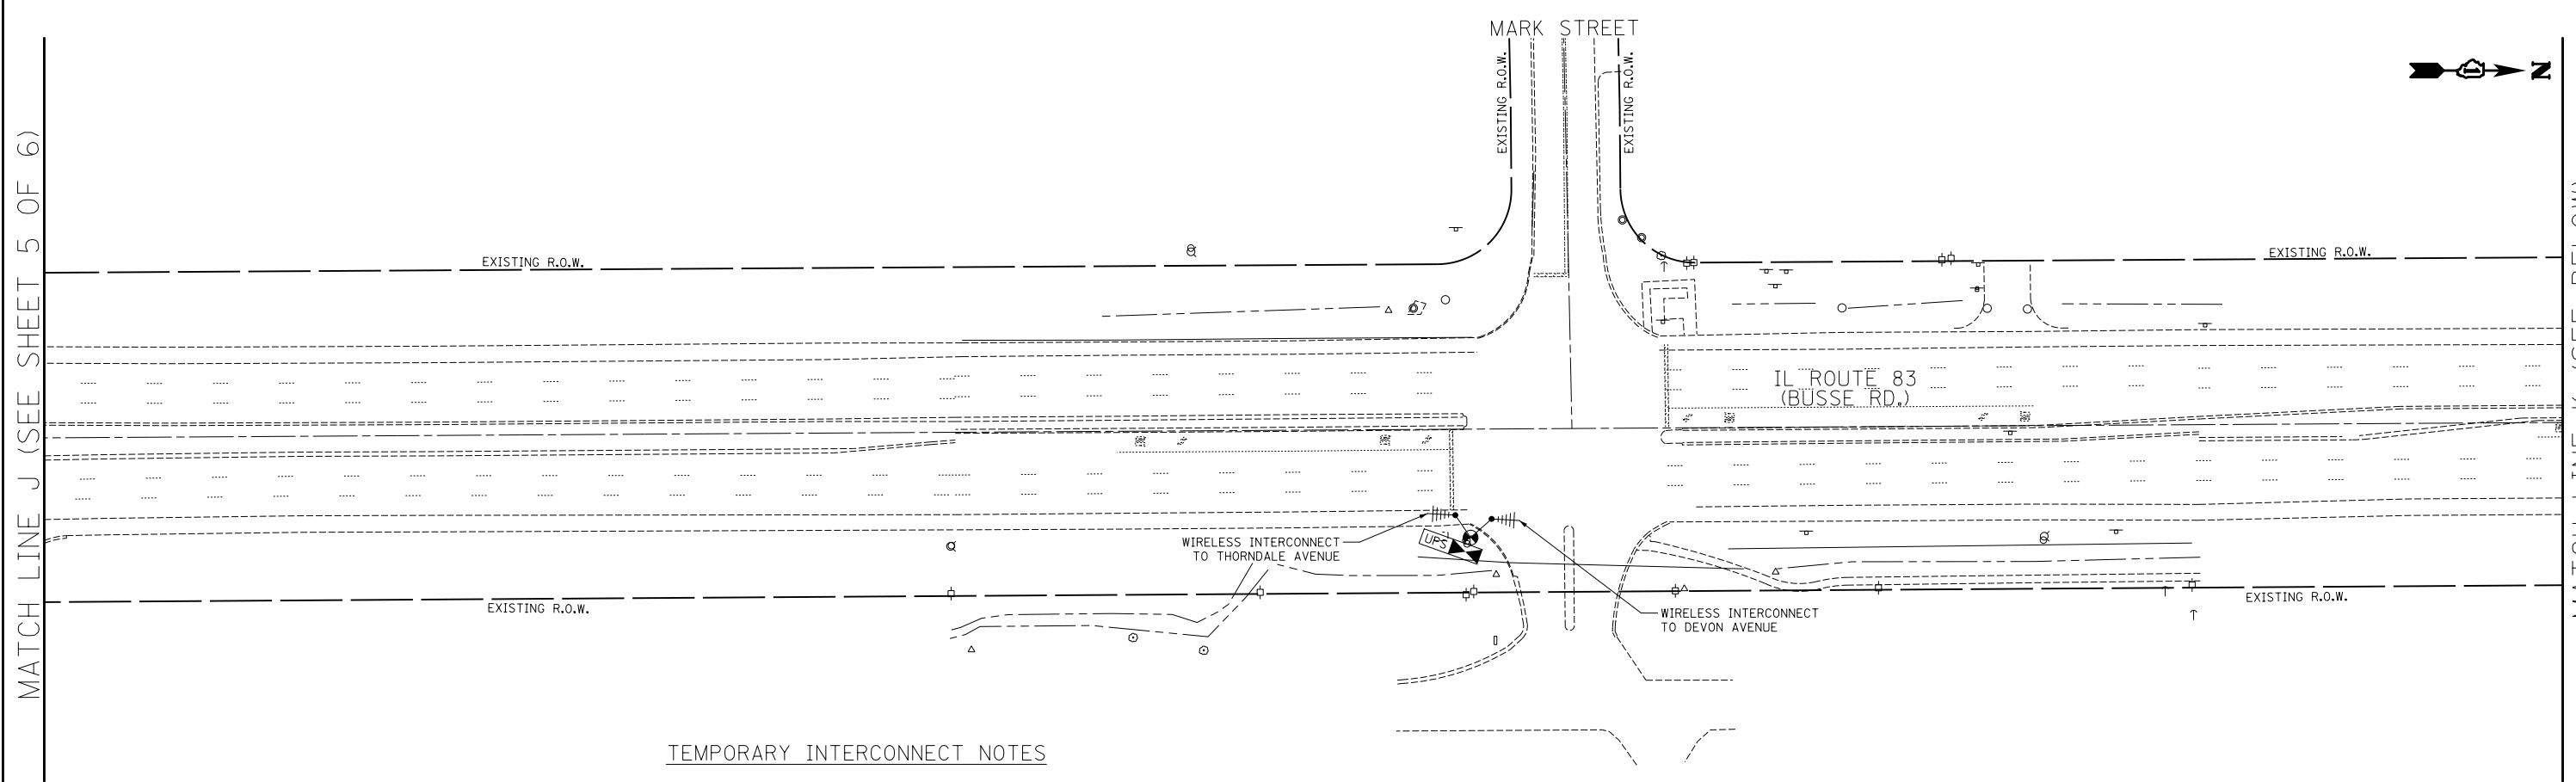 MARK STREET
EXISTING R.O.W.
EXISTING R.O.W.
N
MATCH LINE J (SEE SHEET 5 OF 6)
EXISTING R.O.W.
EXISTING R.O.W.
IL ROUTE 83
(BUSSE RD.)
WIRELESS INTERCONNECT
TO THORNDALE AVENUE
UPS
EXISTING R.O.W.
EXISTING R.O.W.
WIRELESS INTERCONNECT
TO DEVON AVENUE
TEMPORARY INTERCONNECT NOTES